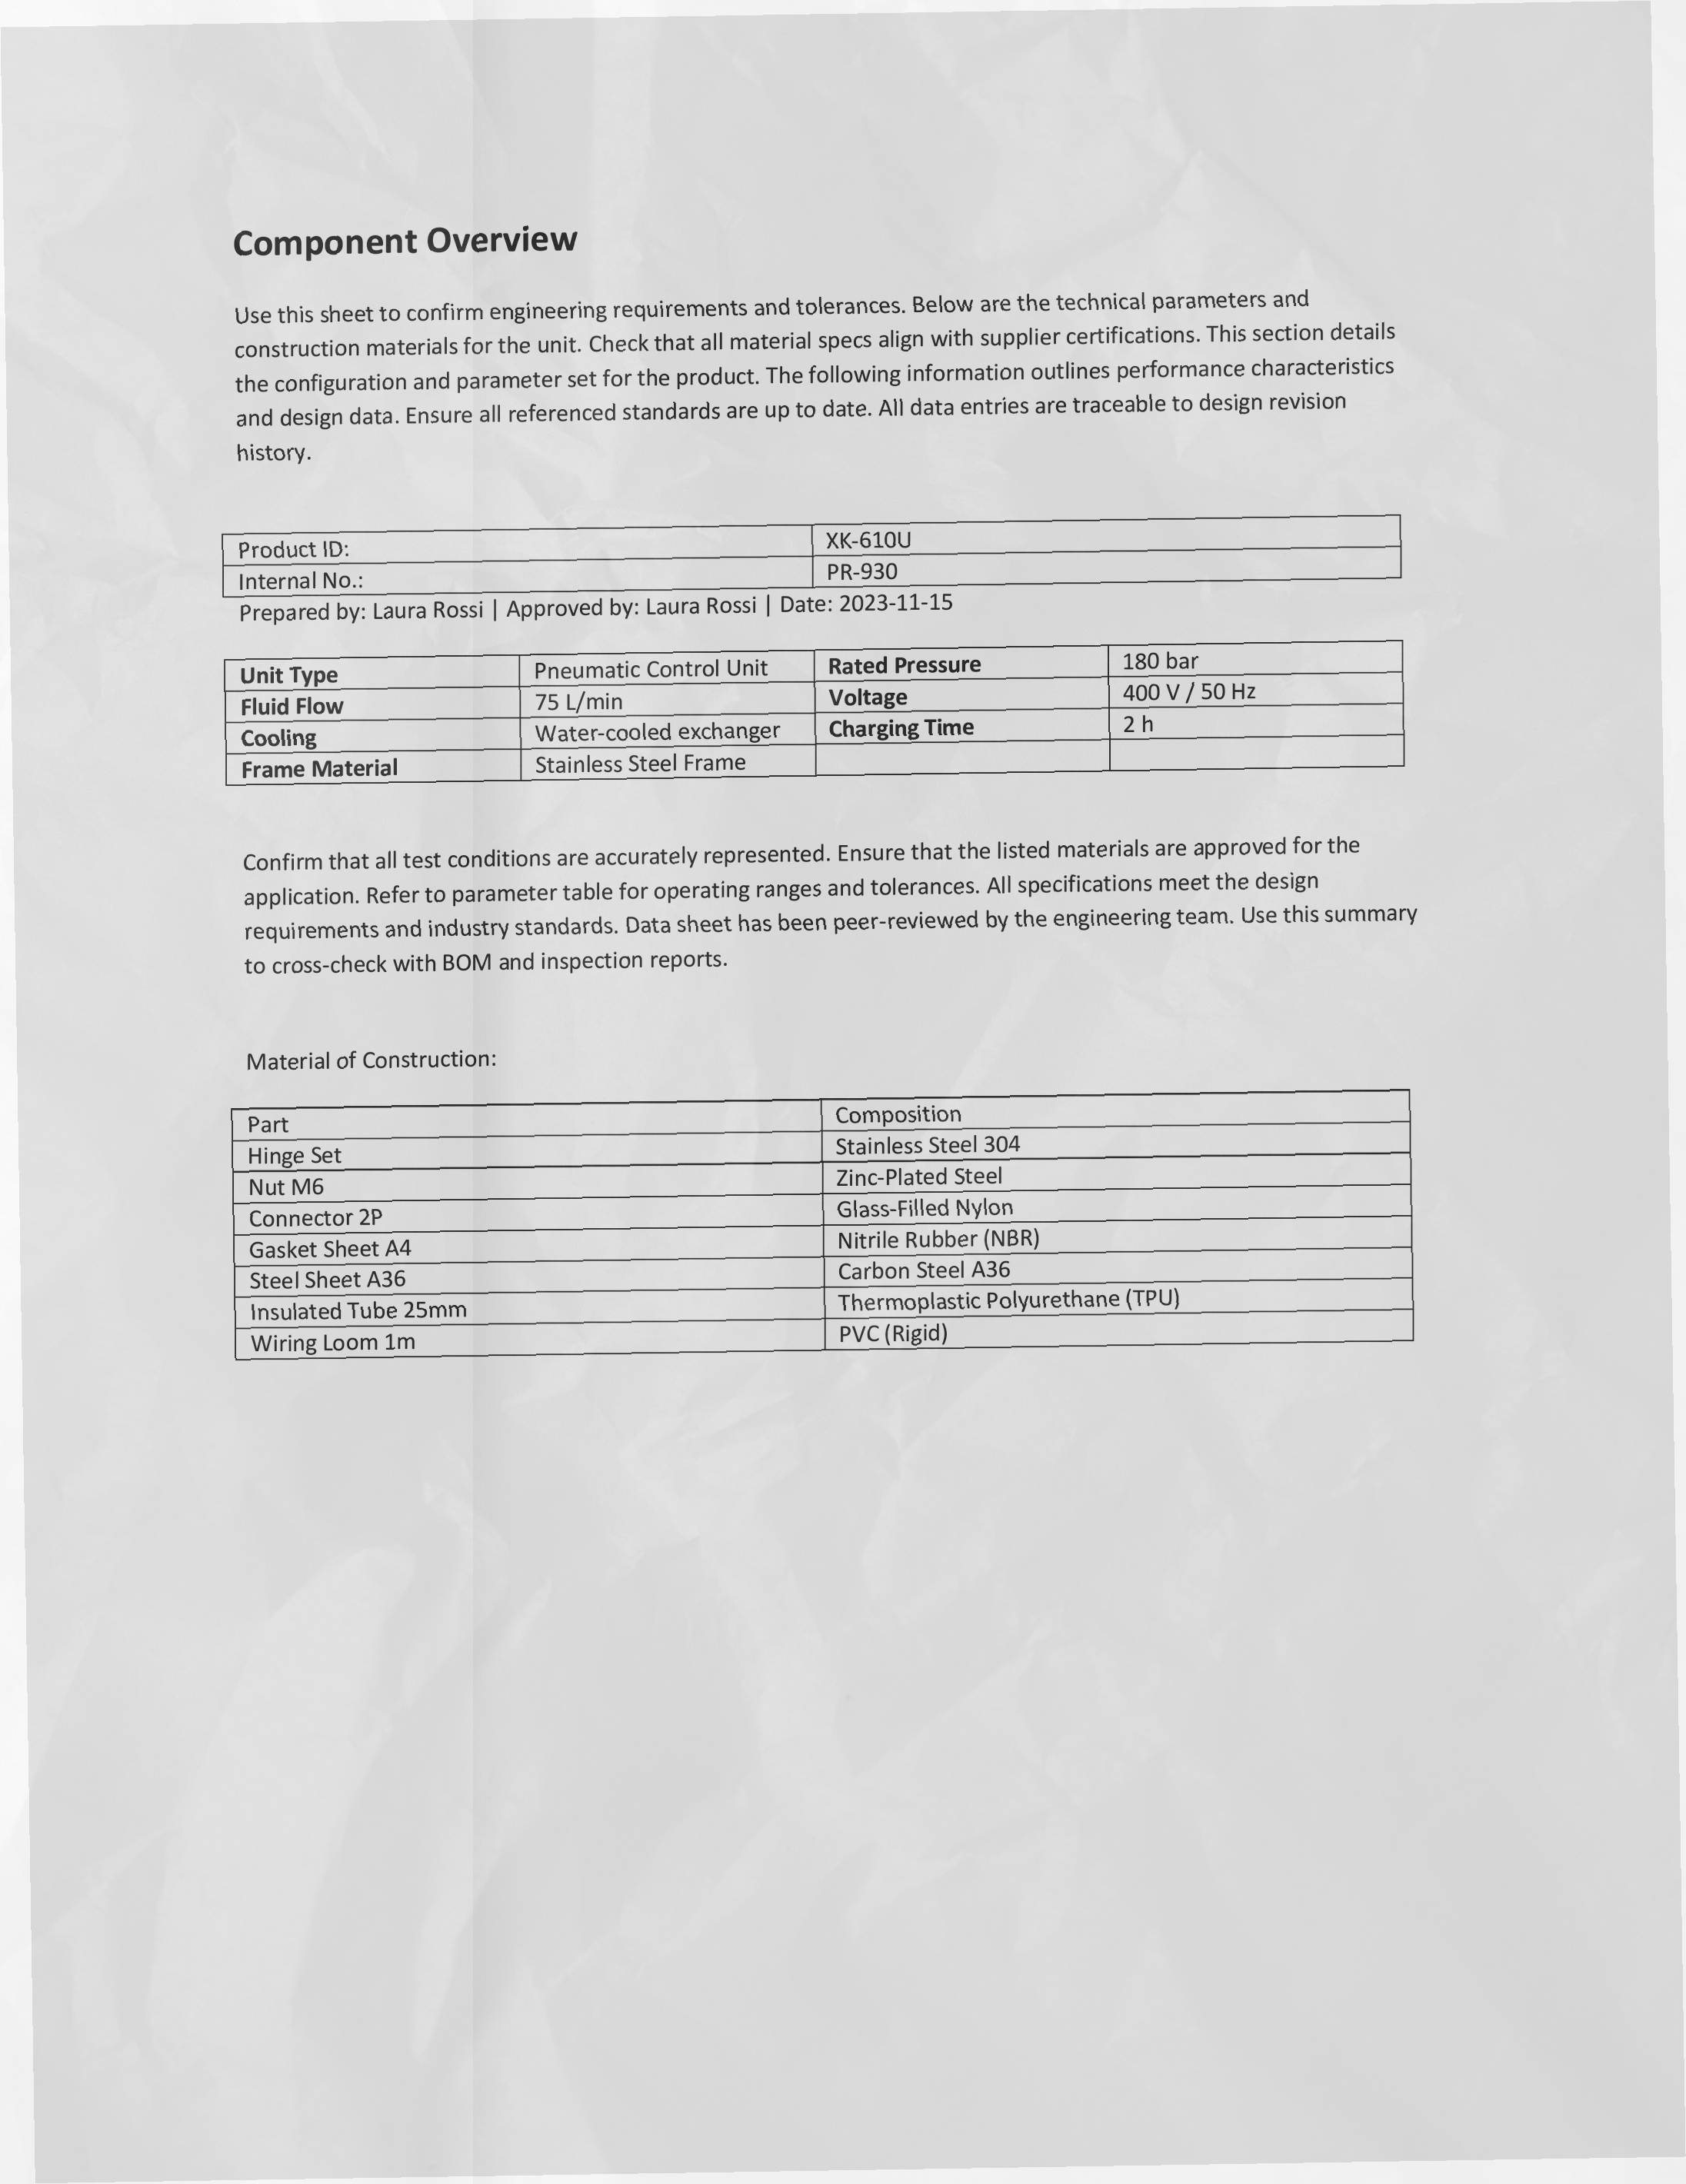 Component Overview
Use this sheet to confirm engineering requirements and tolerances. Below are the technical parameters and
construction materials for the unit. Check that all material specs align with supplier certifications. This section details
the configuration and parameter set for the product. The following information outlines performance characteristics
and design data. Ensure all referenced standards are up to date. All data entries are traceable to design revision
history.
Product ID: XK-610U
Internal No.: PR-930
Prepared by: Laura Rossi | Approved by: Laura Rossi | Date: 2023-11-15
Unit Type Pneumatic Control Unit Rated Pressure 180 bar
Fluid Flow 75 L/min Voltage 400 V / 50 Hz
Cooling Water-cooled exchanger Charging Time 2 h
Frame Material Stainless Steel Frame
Confirm that all test conditions are accurately represented. Ensure that the listed materials are approved for the
application. Refer to parameter table for operating ranges and tolerances. All specifications meet the design
requirements and industry standards. Data sheet has been peer-reviewed by the engineering team. Use this summary
to cross-check with BOM and inspection reports.
Material of Construction:
Part Composition
Hinge Set Stainless Steel 304
Nut M6 Zinc-Plated Steel
Connector 2P Glass-Filled Nylon
Gasket Sheet A4 Nitrile Rubber (NBR)
Steel Sheet A36 Carbon Steel A36
Insulated Tube 25mm Thermoplastic Polyurethane (TPU)
Wiring Loom 1m PVC (Rigid)